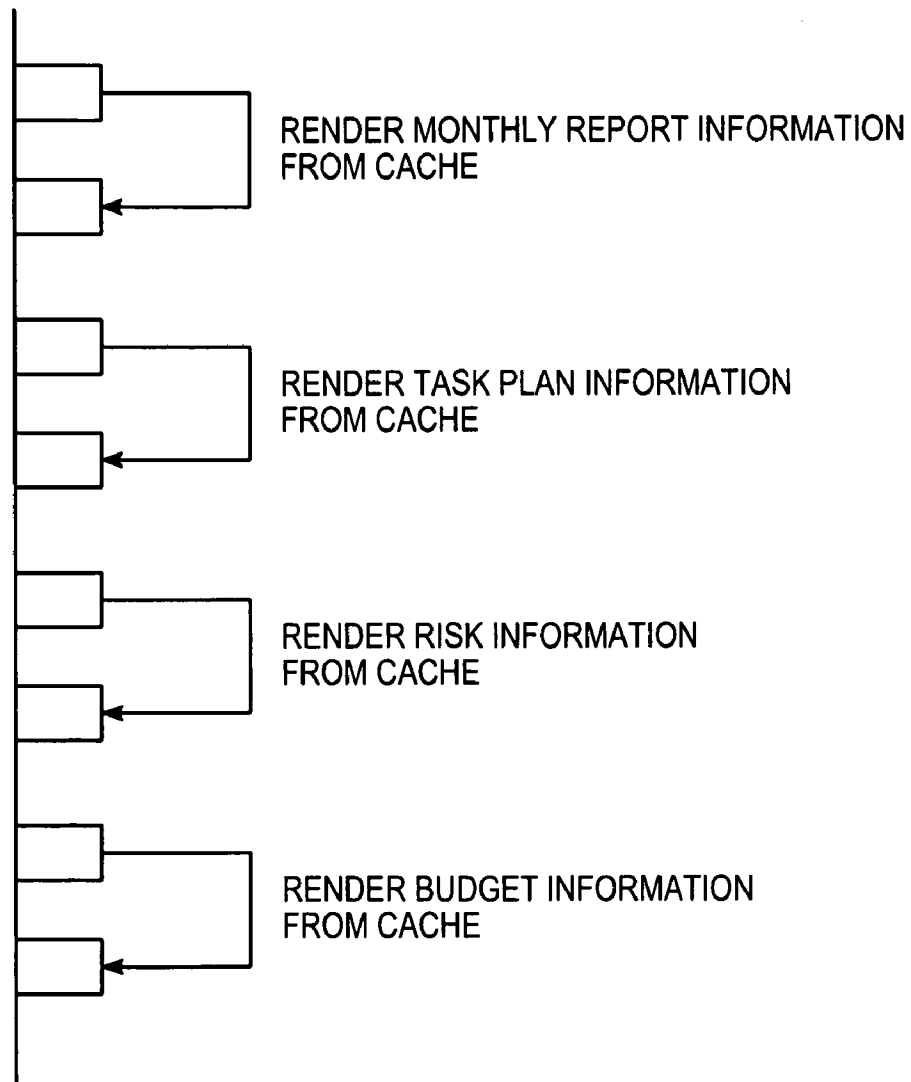 RENDER MONTHLY REPORT INFORMATION
FROM CACHE
RENDER TASK PLAN INFORMATION
FROM CACHE
RENDER RISK INFORMATION
FROM CACHE
RENDER BUDGET INFORMATION
FROM CACHE